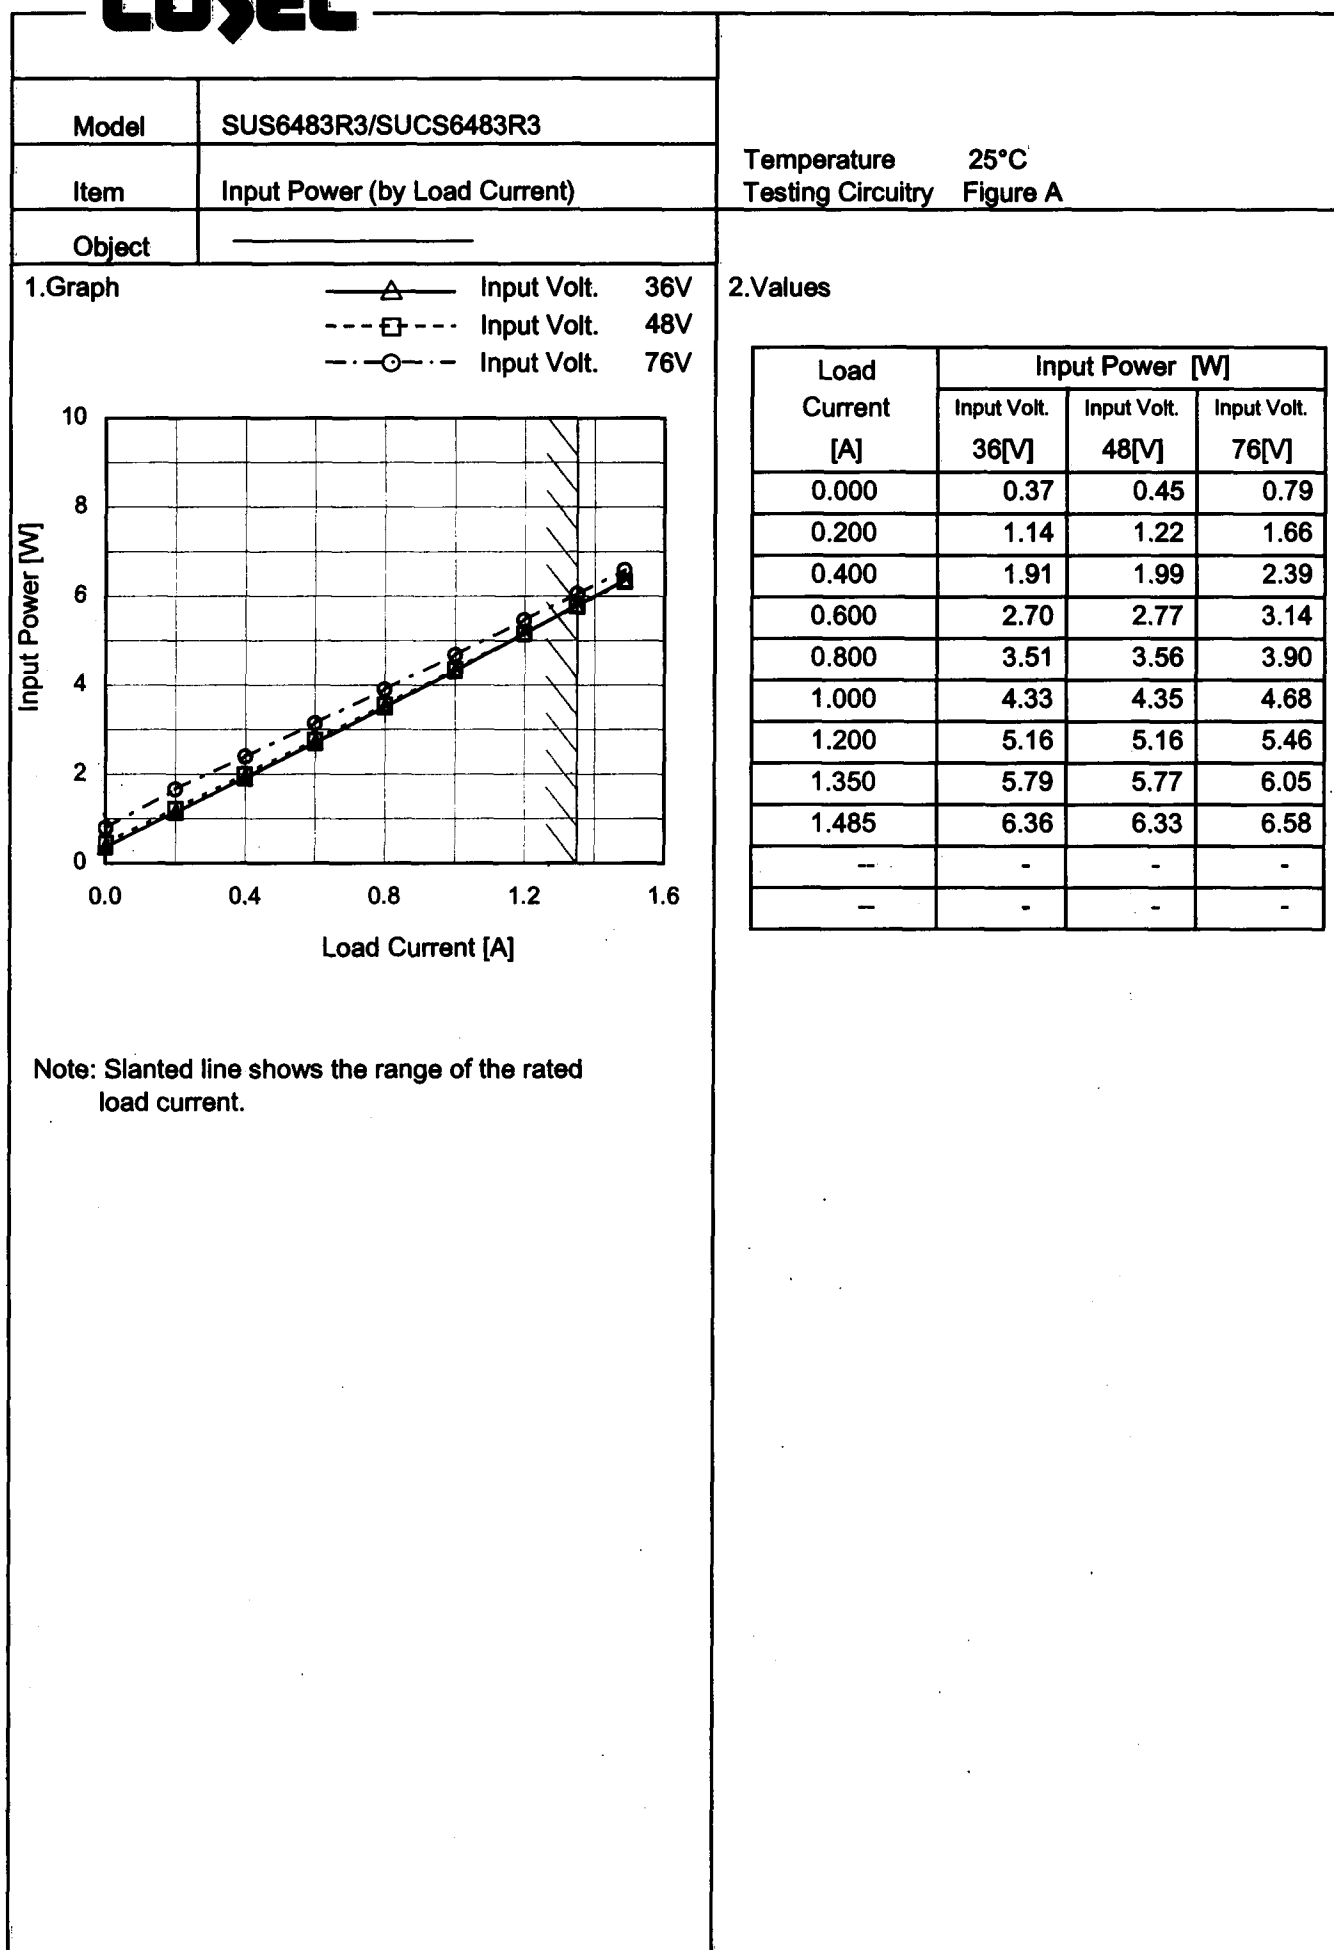 COSEL
Model SUS6483R3/SUCS6483R3
Item Input Power (by Load Current)
Object
Temperature 25°C
Testing Circuitry Figure A
1.Graph
Input Volt. 36V
Input Volt. 48V
Input Volt. 76V
10
8
6
4
2
0
Input Power [W]
0.0 0.4 0.8 1.2 1.6
Load Current [A]
Note: Slanted line shows the range of the rated
load current.
2.Values
Load Input Power [W]
Current Input Volt. Input Volt. Input Volt.
[A] 36[V] 48[V] 76[V]
0.000 0.37 0.45 0.79
0.200 1.14 1.22 1.66
0.400 1.91 1.99 2.39
0.600 2.70 2.77 3.14
0.800 3.51 3.56 3.90
1.000 4.33 4.35 4.68
1.200 5.16 5.16 5.46
1.350 5.79 5.77 6.05
1.485 6.36 6.33 6.58
-- - - -
-- - - -